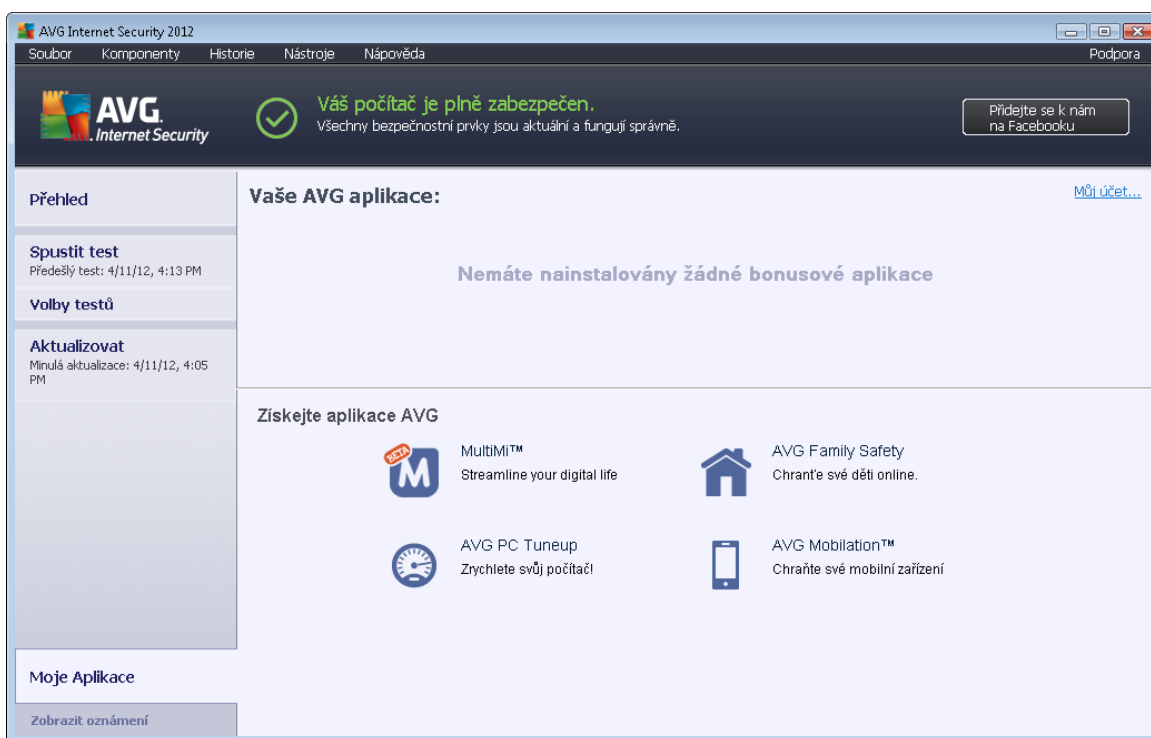 AVG Internet Security 2012
Soubor Komponenty Historie Nástroje Nápověda Podpora
AVG.
Internet Security
Váš počítač je plně zabezpečen.
Všechny bezpečnostní prvky jsou aktuální a fungují správně.
Přidejte se k nám
na Facebooku
Přehled
Spustit test
Předešlý test: 4/11/12, 4:13 PM
Volby testů
Aktualizovat
Minulá aktualizace: 4/11/12, 4:05
PM
Moje Aplikace
Zobrazit oznámení
Vaše AVG aplikace:
Můj účet...
Nemáte nainstalovány žádné bonusové aplikace
Získejte aplikace AVG
BETA
M
MultiMi™
Streamline your digital life
AVG Family Safety
Chraňte své děti online.
AVG PC Tuneup
Zrychlete svůj počítač!
AVG Mobilation™
Chraňte své mobilní zařízení